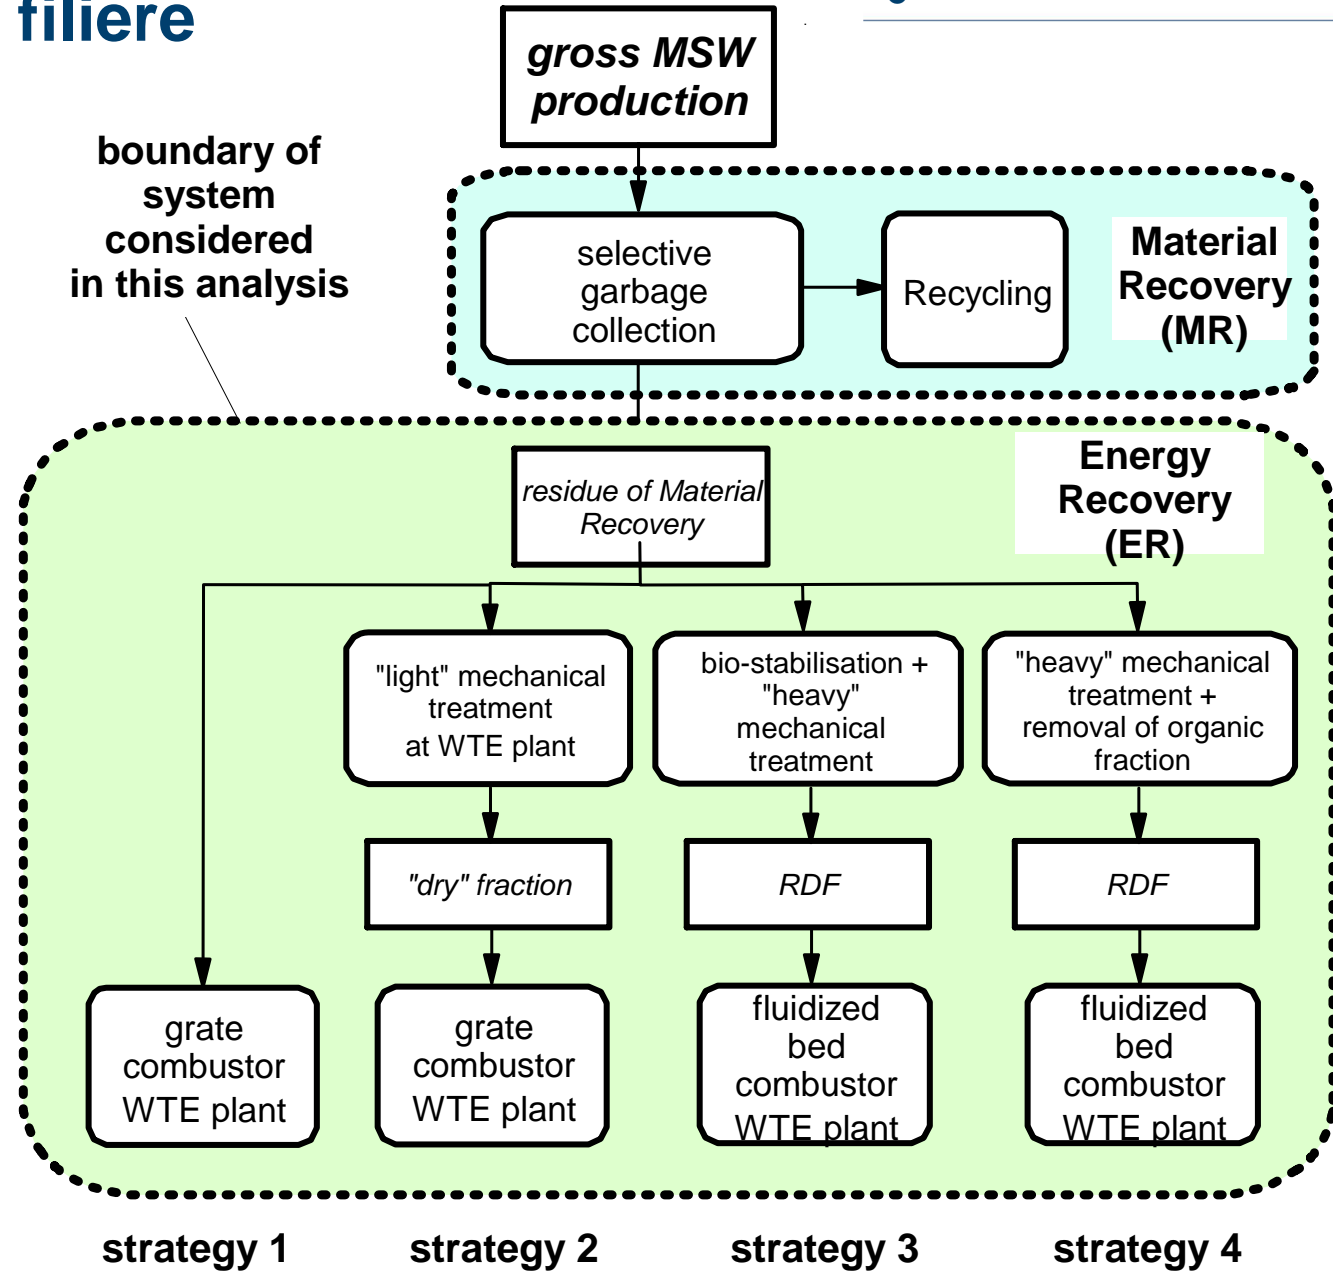 filiere
gross MSW
production
boundary of
system
considered
in this analysis
selective
garbage
collection
Recycling
Material
Recovery
(MR)
Energy
Recovery
(ER)
residue of Material
Recovery
"light" mechanical
treatment
at WTE plant
bio-stabilisation +
"heavy"
mechanical
treatment
"heavy" mechanical
treatment +
removal of organic
fraction
"dry" fraction
RDF
RDF
grate
combustor
WTE plant
grate
combustor
WTE plant
fluidized
bed
combustor
WTE plant
fluidized
bed
combustor
WTE plant
strategy 1
strategy 2
strategy 3
strategy 4